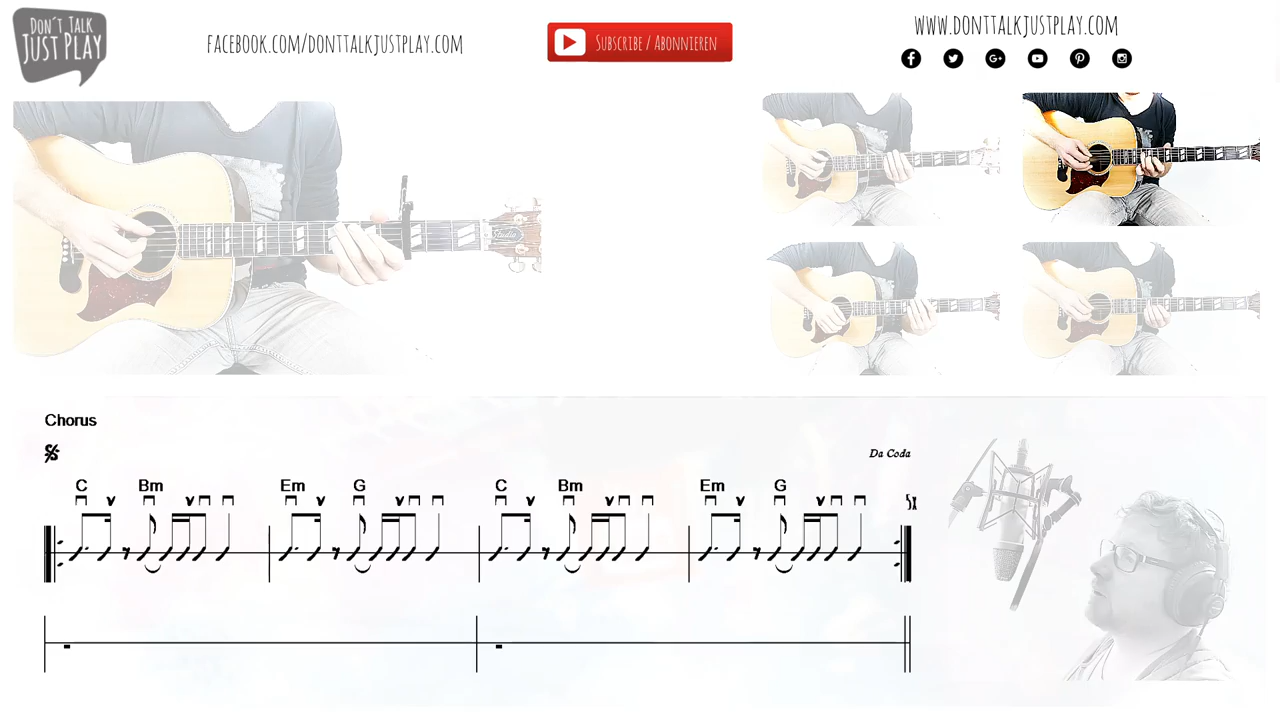 DON´T TALK
JUST PLAY
FACEBOOK.COM/DONTTALKJUSTPLAY.COM
SUBSCRIBE / ABONNIEREN
WWW.DONTTALKJUSTPLAY.COM
Chorus
Da Coda
C Bm Em G C Bm Em G
5x